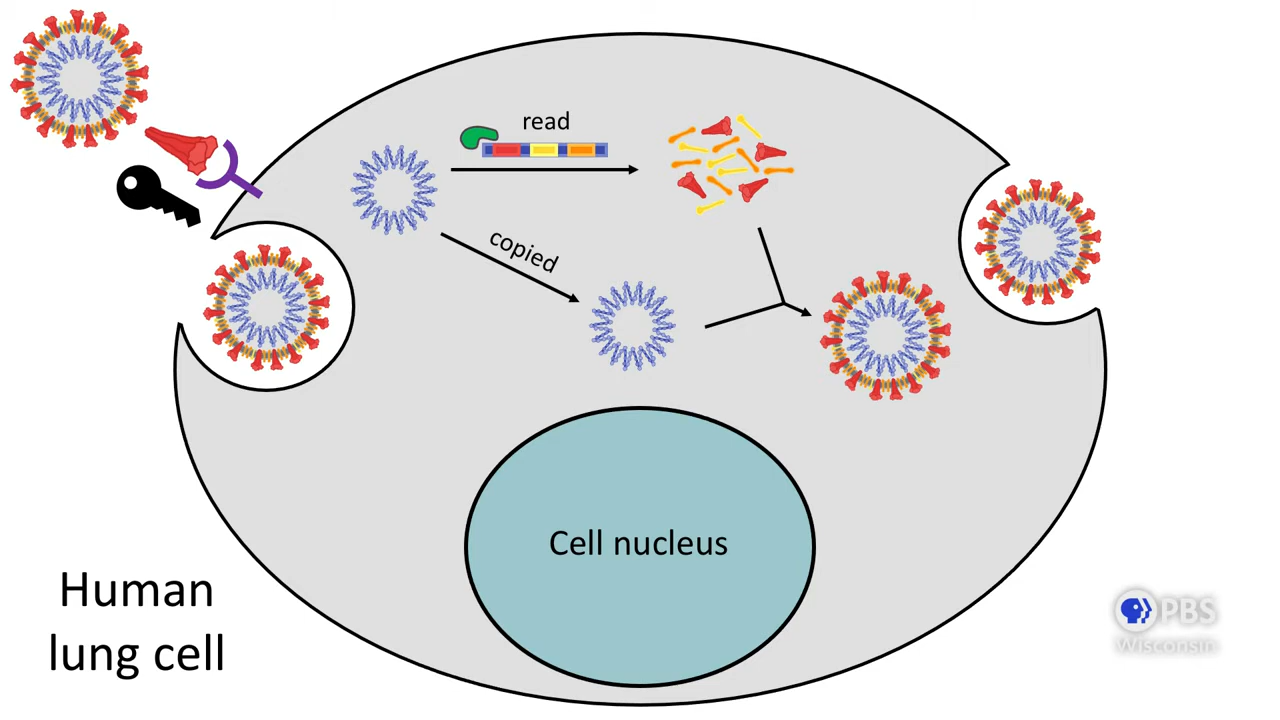 read
copied
Cell nucleus
Human
lung cell
PBS
Wisconsin